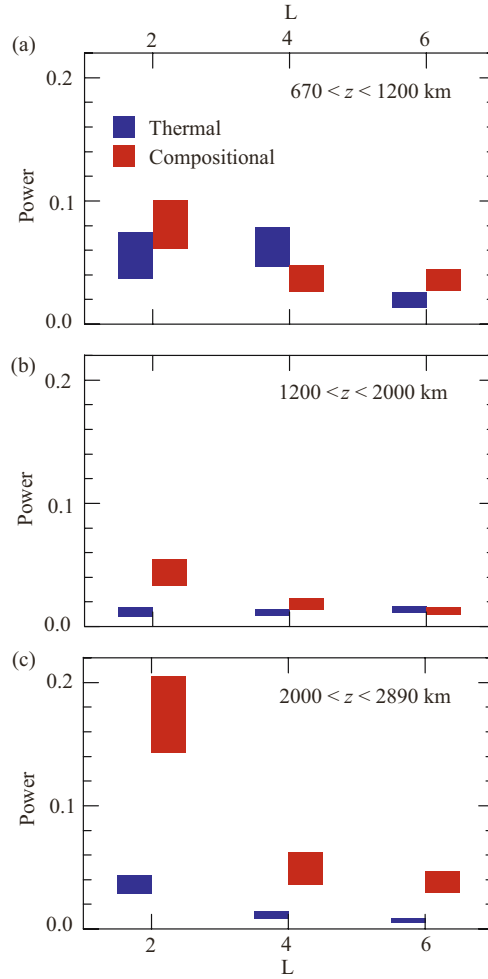 L
2 4 6
(a)
670 < z < 1200 km
0.2
Thermal
Compositional
0.1
Power
0.0
(b)
1200 < z < 2000 km
0.2
0.1
Power
0.0
(c)
2000 < z < 2890 km
0.2
0.1
Power
0.0
2 4 6
L